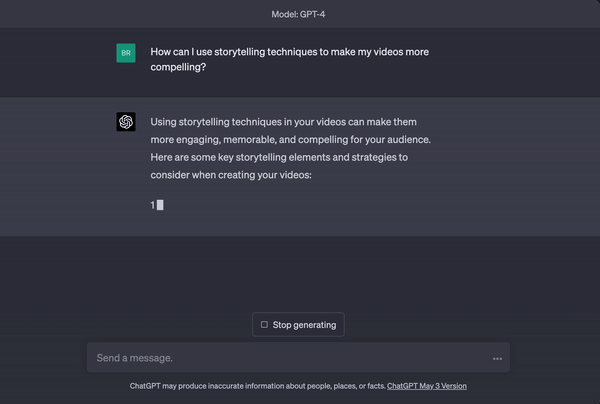 Model: GPT-4
BR
How can I use storytelling techniques to make my videos more
compelling?
Using storytelling techniques in your videos can make them
more engaging, memorable, and compelling for your audience.
Here are some key storytelling elements and strategies to
consider when creating your videos:
1
Stop generating
Send a message.
ChatGPT may produce inaccurate information about people, places, or facts. ChatGPT May 3 Version